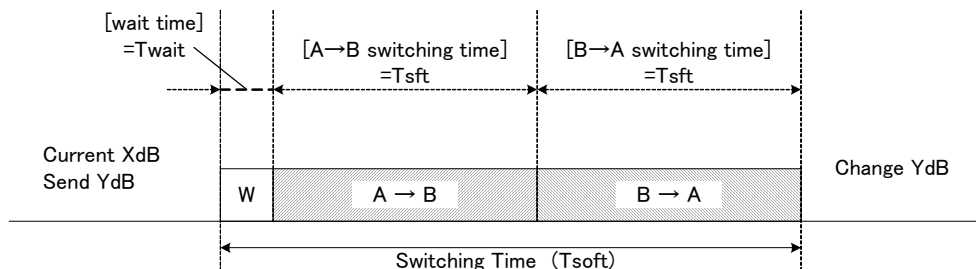 [wait time]
=Twait
[A→B switching time]
=Tsft
[B→A switching time]
=Tsft
Current XdB
Send YdB
W
A → B
B → A
Change YdB
Switching Time (Tsoft)